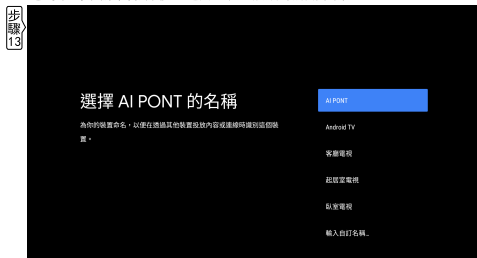 步驟13
選擇 AI PONT 的名稱
為你的裝置命名，以便在透過其他裝置投放內容或連線時識別這個裝
置。
AI PONT
Android TV
客廳電視
起居室電視
臥室電視
輸入自訂名稱…